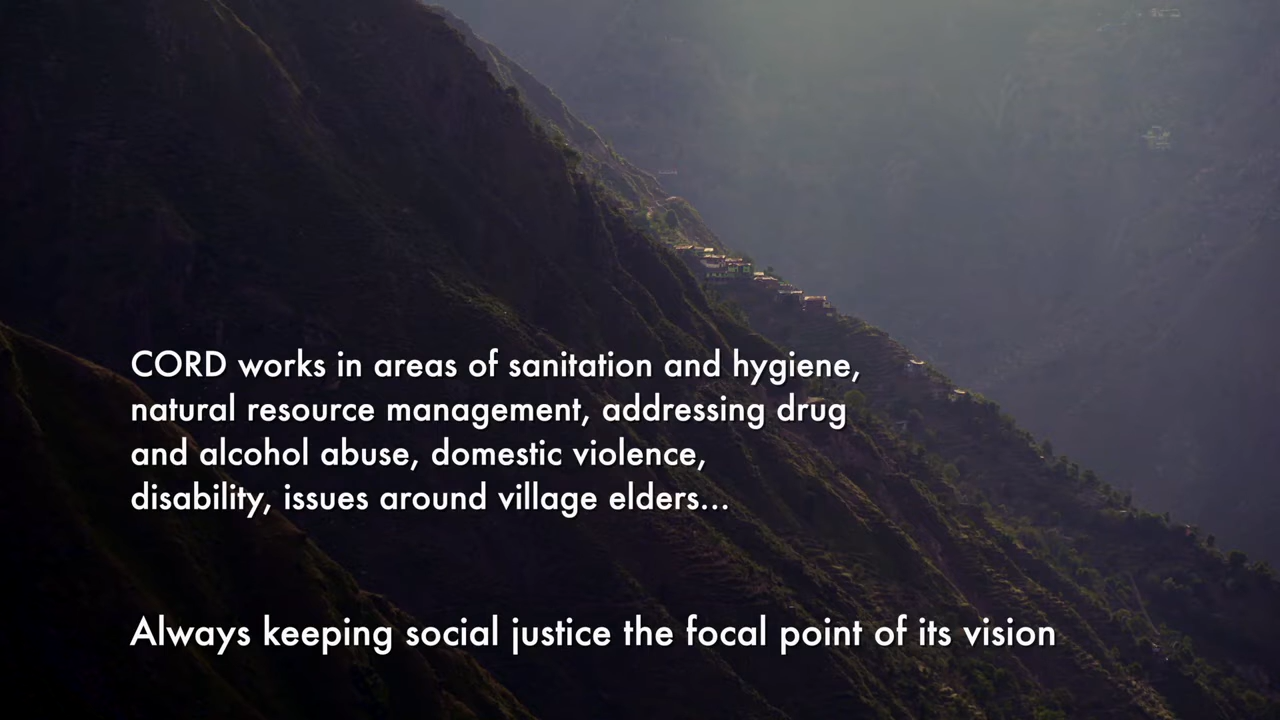 CORD works in areas of sanitation and hygiene,
natural resource management, addressing drug
and alcohol abuse, domestic violence,
disability, issues around village elders...
Always keeping social justice the focal point of its vision